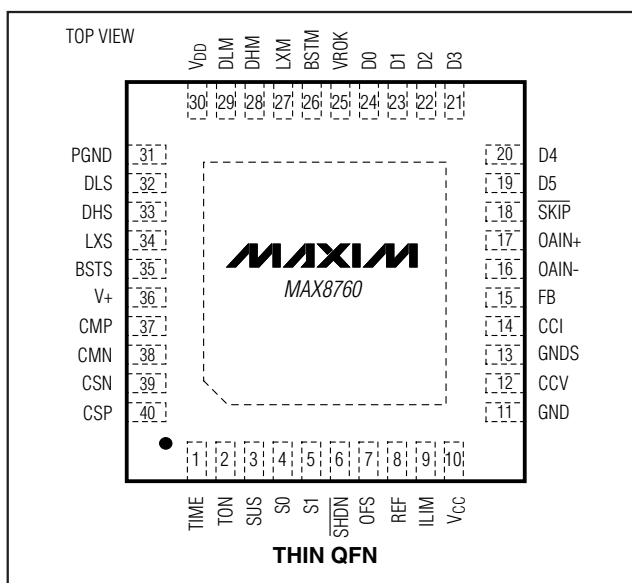 TOP VIEW
VDD
DLM
DHM
LXM
BSTM
VROK
D0
D1
D2
D3
30
29
28
27
26
25
24
23
22
21
PGND 31
DLS 32
DHS 33
LXS 34
BSTS 35
V+ 36
CMP 37
CMN 38
CSN 39
CSP 40
MAXIM
MAX8760
20 D4
19 D5
18 SKIP
17 OAIN+
16 OAIN-
15 FB
14 CCI
13 GNDS
12 CCV
11 GND
1
2
3
4
5
6
7
8
9
10
TIME
TON
SUS
S0
S1
SHDN
OFS
REF
ILIM
VCC
THIN QFN